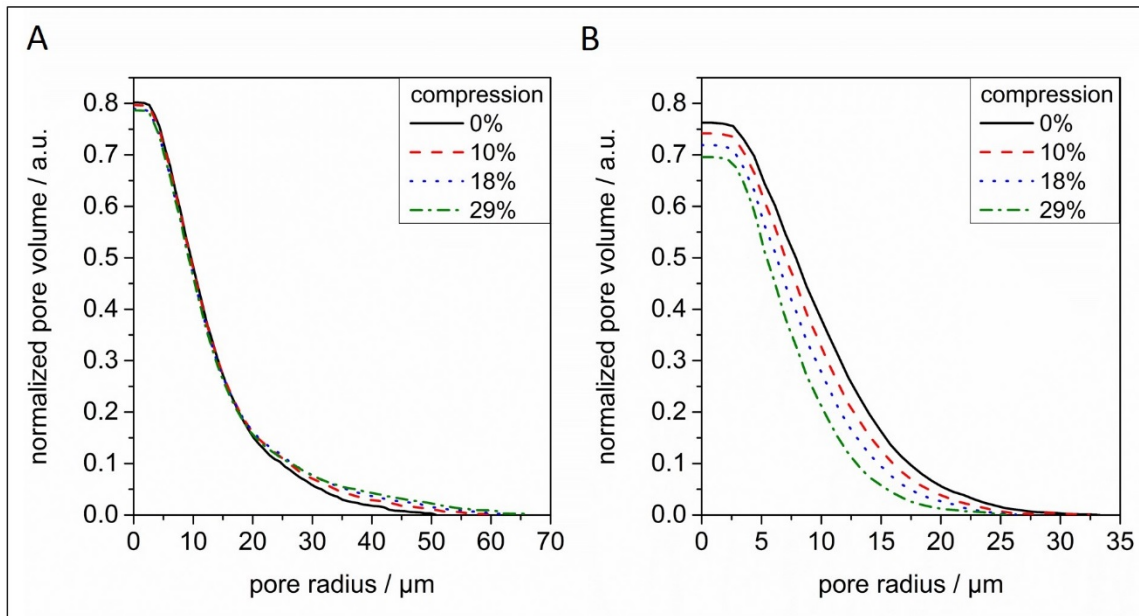 A
normalized pore volume / a.u.
0.8
0.7
0.6
0.5
0.4
0.3
0.2
0.1
0.0
0 10 20 30 40 50 60 70
pore radius / µm
compression
0%
10%
18%
29%
B
normalized pore volume / a.u.
0.8
0.7
0.6
0.5
0.4
0.3
0.2
0.1
0.0
0 5 10 15 20 25 30 35
pore radius / µm
compression
0%
10%
18%
29%